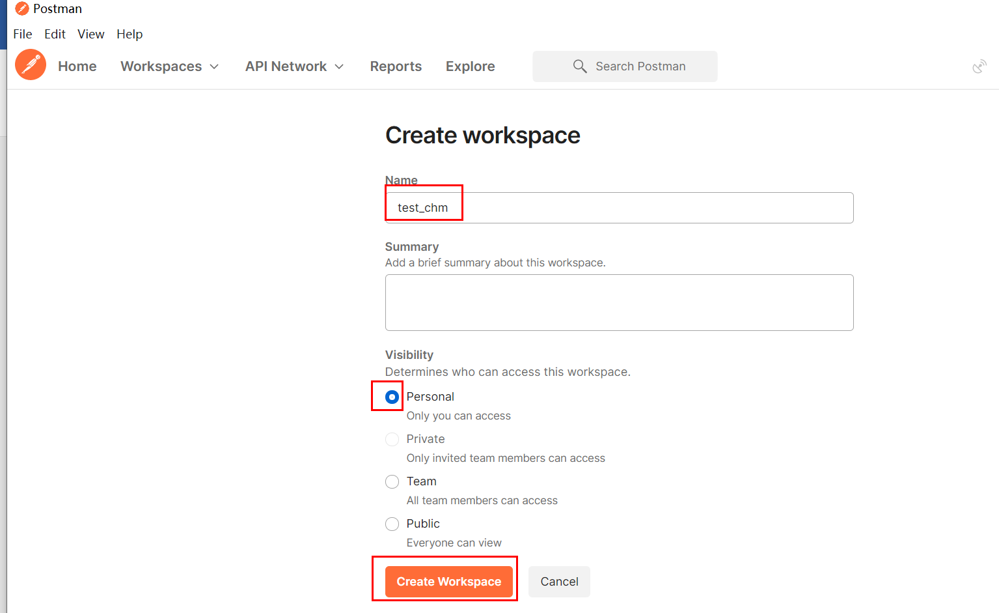 Postman
File Edit View Help
Home Workspaces API Network Reports Explore Search Postman
Create workspace
Name
test_chm
Summary
Add a brief summary about this workspace.
Visibility
Determines who can access this workspace.
Personal
Only you can access
Private
Only invited team members can access
Team
All team members can access
Public
Everyone can view
Create Workspace Cancel